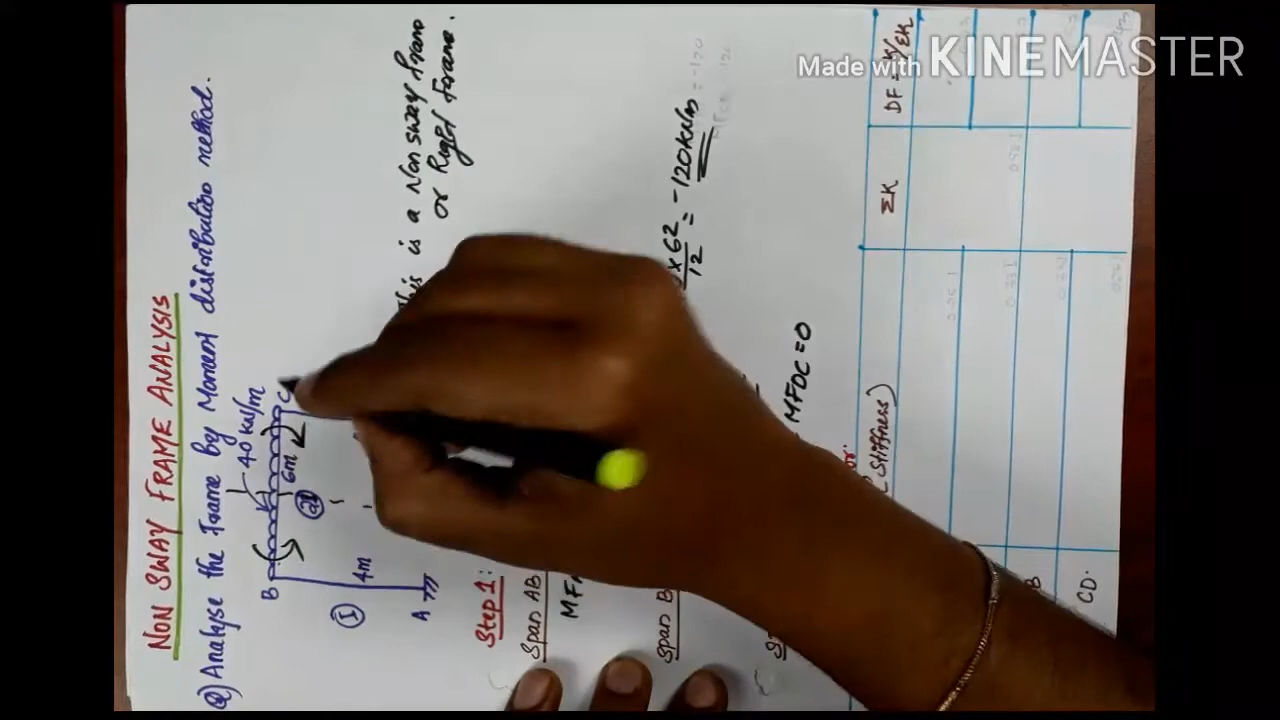 Made with KINEMASTER
NON SWAY FRAME ANALYSIS
Q) Analyse the Frame by Moment distribution method.
40 kN/m
B
C
6m
2I
I
4m
A
is a Non sway frame
or Right frame.
Step 1:
Span AB
Span B
x 6²
12
= -120kNm
MFDC = 0
(Stiffness)
ΣK
DF = K/ΣK
B
CD.